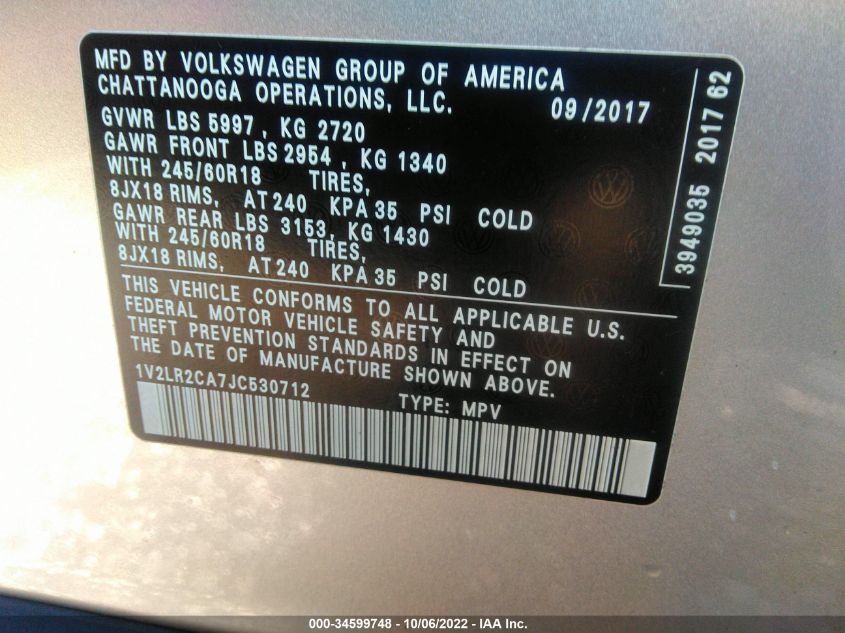 MFD BY VOLKSWAGEN GROUP OF AMERICA
CHATTANOOGA OPERATIONS, LLC. 09/2017
GVWR LBS 5997, KG 2720
GAWR FRONT LBS 2954, KG 1340
WITH 245/60R18 TIRES,
8JX18 RIMS, AT 240 KPA 35 PSI COLD
GAWR REAR LBS 3153, KG 1430
WITH 245/60R18 TIRES,
8JX18 RIMS, AT 240 KPA 35 PSI COLD
THIS VEHICLE CONFORMS TO ALL APPLICABLE U.S.
FEDERAL MOTOR VEHICLE SAFETY AND
THEFT PREVENTION STANDARDS IN EFFECT ON
THE DATE OF MANUFACTURE SHOWN ABOVE.
1V2LR2CA7JC530712 TYPE: MPV
3949035 2017 62
000-34599748 - 10/06/2022 - IAA Inc.